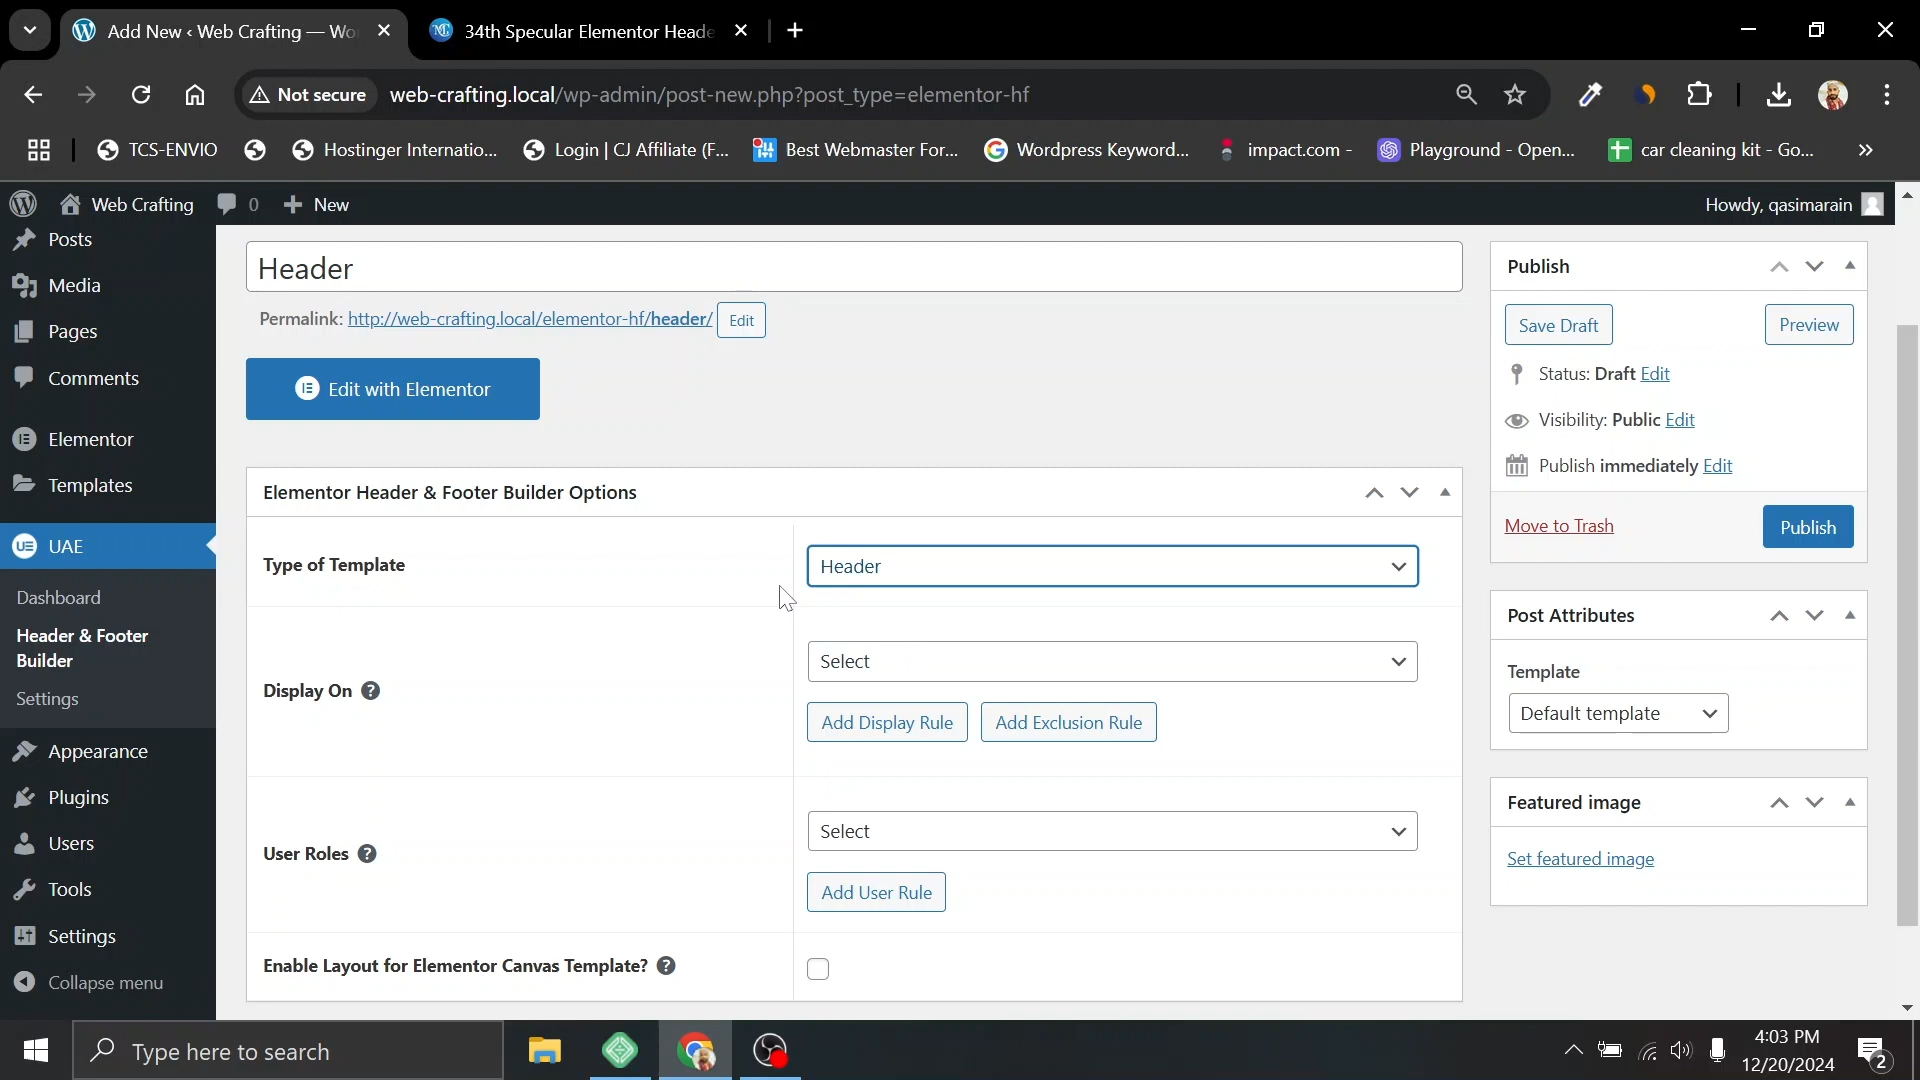 Add New ‹ Web Crafting — Wo
34th Specular Elementor Heade
Not secure
web-crafting.local/wp-admin/post-new.php?post_type=elementor-hf
TCS-ENVIO
Hostinger Internatio...
Login | CJ Affiliate (F...
Best Webmaster For...
Wordpress Keyword...
impact.com -
Playground - Open...
car cleaning kit - Go...
»
Web Crafting
0
New
Howdy, qasimarain
Posts
Media
Pages
Comments
Elementor
Templates
UAE
Dashboard
Header & Footer
Builder
Settings
Appearance
Plugins
Users
Tools
Settings
Collapse menu
Header
Permalink: http://web-crafting.local/elementor-hf/header/ Edit
Edit with Elementor
Elementor Header & Footer Builder Options
Type of Template
Header
Display On ?
Select
Add Display Rule
Add Exclusion Rule
User Roles ?
Select
Add User Rule
Enable Layout for Elementor Canvas Template? ?
Publish
Save Draft
Preview
Status: Draft Edit
Visibility: Public Edit
Publish immediately Edit
Move to Trash
Publish
Post Attributes
Template
Default template
Featured image
Set featured image
Type here to search
4:03 PM
12/20/2024
2